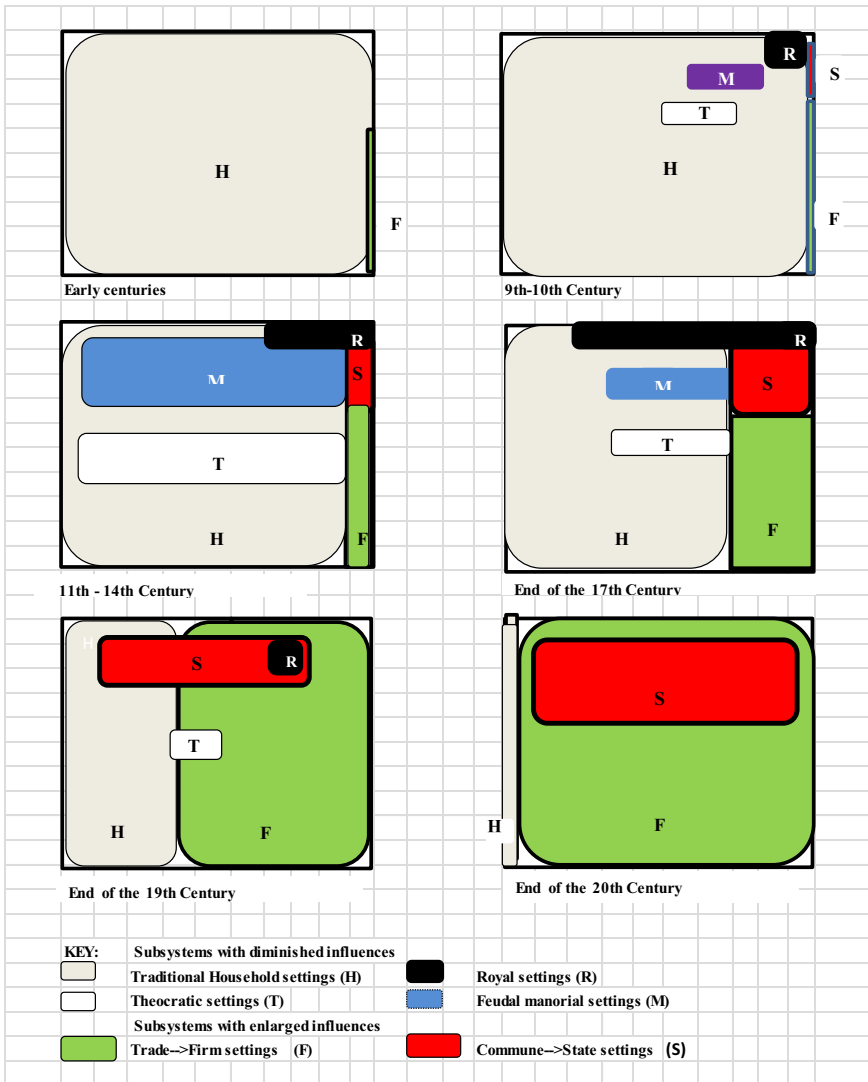 H
F
Early centuries
R
M
S
T
H
F
9th-10th Century
R
M
S
T
H
F
11th - 14th Century
R
M
S
T
H
F
End of the 17th Century
H
S
R
T
H
F
End of the 19th Century
S
H
F
End of the 20th Century
KEY: Subsystems with diminished influences
Traditional Household settings (H) Royal settings (R)
Theocratic settings (T) Feudal manorial settings (M)
Subsystems with enlarged influences
Trade-->Firm settings (F) Commune-->State settings (S)